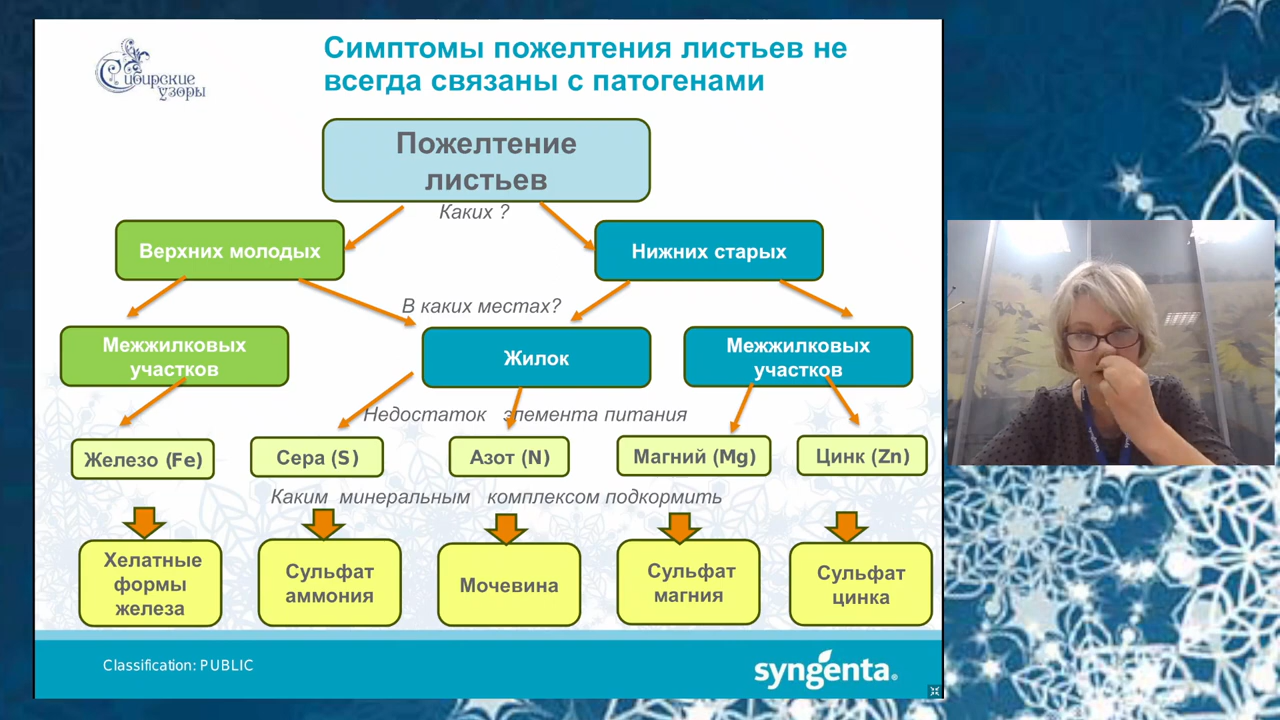 Сибирские
узоры
Симптомы пожелтения листьев не
всегда связаны с патогенами
Пожелтение
листьев
Каких ?
Верхних молодых
Нижних старых
В каких местах?
Межжилковых
участков
Жилок
Межжилковых
участков
Недостаток элемента питания
Железо (Fe)
Сера (S)
Азот (N)
Магний (Mg)
Цинк (Zn)
Каким минеральным комплексом подкормить
Хелатные
формы
железа
Сульфат
аммония
Мочевина
Сульфат
магния
Сульфат
цинка
Classification: PUBLIC
syngenta